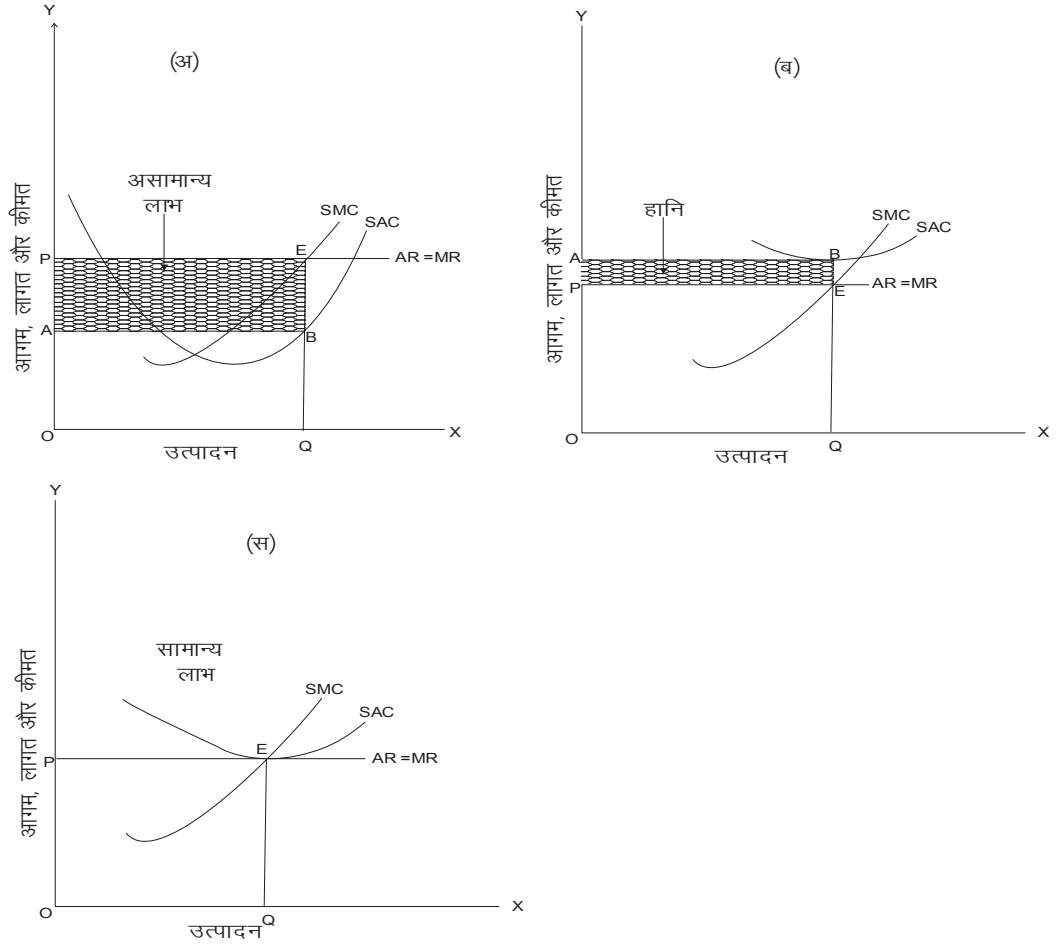 Y
(अ)
आगम, लागत और कीमत
असामान्य
लाभ
SMC
SAC
P
E
AR=MR
A
B
O
Q
X
उत्पादन
Y
(ब)
आगम, लागत और कीमत
हानि
SMC
SAC
A
B
P
E
AR=MR
O
Q
X
उत्पादन
Y
(स)
आगम, लागत और कीमत
सामान्य
लाभ
SMC
SAC
E
P
AR=MR
O
Q
X
उत्पादन